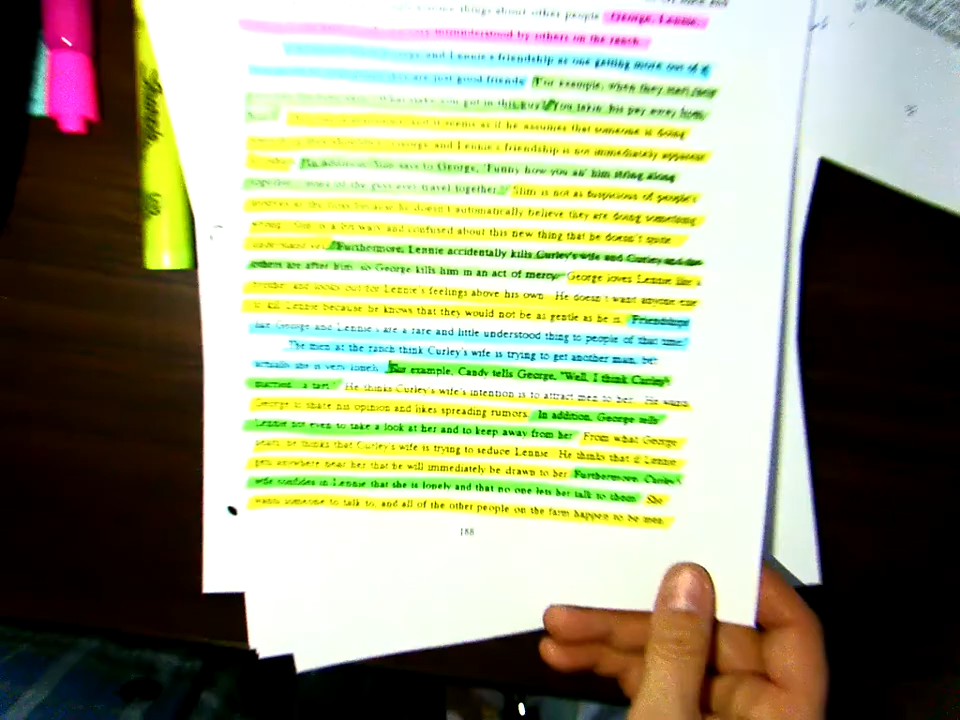 things about other people. George, Lennie,
misunderstood by others on the ranch.
and Lennie's friendship as one getting more out of it
are just good friends. For example, when they
What stake you got in this guy? You takin' his pay away from
and it seems as if he assumes that someone is doing
and Lennie's friendship is not immediately apparent
In addition, Slim says to George, "Funny how you an' him string along
of the guys ever travel together." Slim is not as suspicious of people's
because he doesn't automatically believe they are doing something
wrong. is a bit wary and confused about this new thing that he doesn't quite
Furthermore, Lennie accidentally kills Curley's wife and Curley and the
others are after him, so George kills him in an act of mercy. George loves Lennie like a
brother and looks out for Lennie's feelings above his own. He doesn't want anyone else
to kill Lennie because he knows that they would not be as gentle as he is. Friendships
like George and Lennie's are a rare and little understood thing to people of that time.
The men at the ranch think Curley's wife is trying to get another man, but
actually she is very lonely. For example, Candy tells George, "Well, I think Curley's
married a tart." He thinks Curley's wife's intention is to attract men to her. He wants
George to share his opinion and likes spreading rumors. In addition, George tells
Lennie not even to take a look at her and to keep away from her. From what George
hears, he thinks that Curley's wife is trying to seduce Lennie. He thinks that if Lennie
gets anywhere near her that he will immediately be drawn to her. Furthermore, Curley's
wife confides in Lennie that she is lonely and that no one lets her talk to them. She
wants someone to talk to, and all of the other people on the farm happen to be men.
188